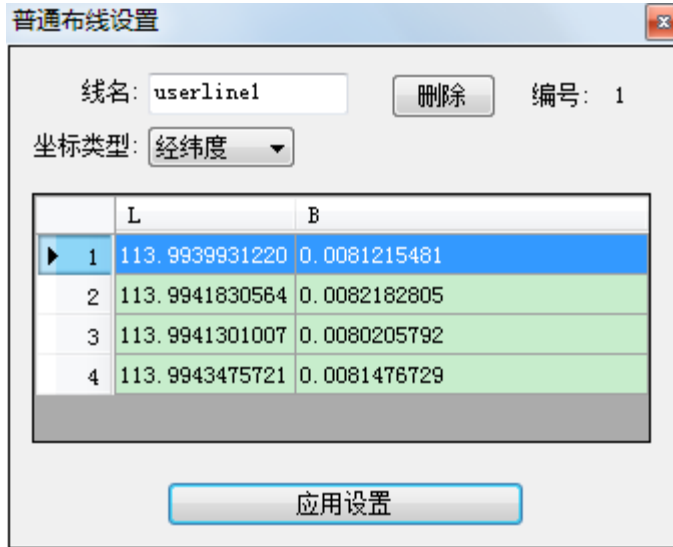 普通布线设置
线名: userline1 删除 编号: 1
坐标类型: 经纬度
L B
1 113.9939931220 0.0081215481
2 113.9941830564 0.0082182805
3 113.9941301007 0.0080205792
4 113.9943475721 0.0081476729
应用设置